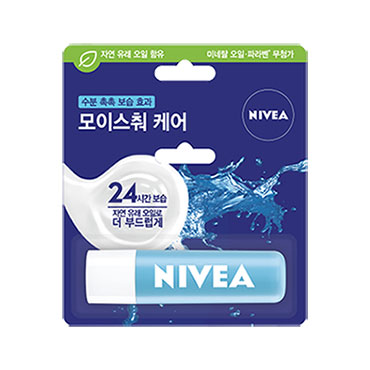 자연 유래 오일 함유
미네랄 오일·파라벤* 무첨가
수분 촉촉 보습 효과
모이스춰 케어
NIVEA
24시간 보습
자연 유래 오일로
더 부드럽게
NIVEA